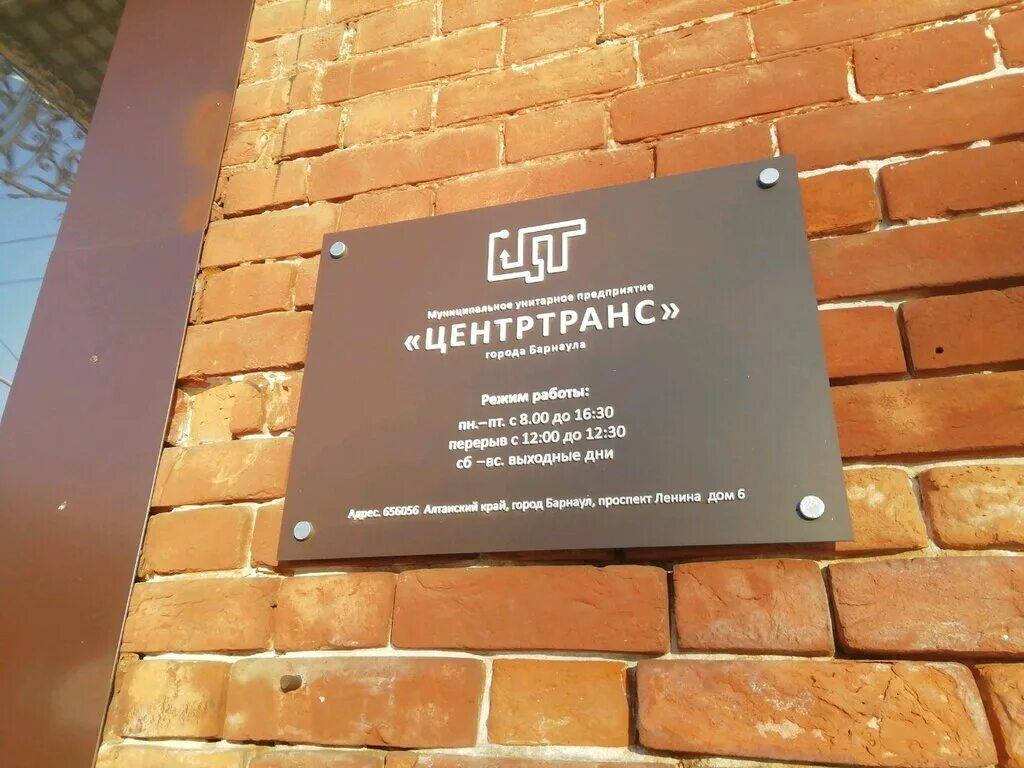 ЦТ
Муниципальное унитарное предприятие
«ЦЕНТРТРАНС»
города Барнаула
Режим работы:
пн.–пт. с 8.00 до 16:30
перерыв с 12:00 до 12:30
сб –вс. выходные дни
Адрес. 656056 Алтайский край, город Барнаул, проспект Ленина дом 6